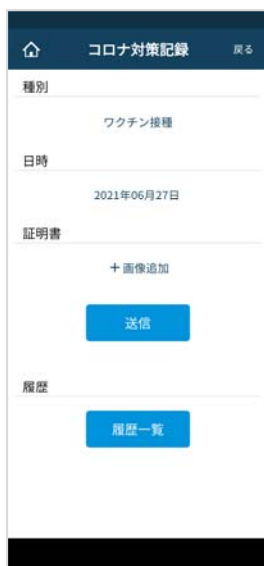 コロナ対策記録 戻る
種別
ワクチン接種
日時
2021年06月27日
証明書
＋画像追加
送信
履歴
履歴一覧